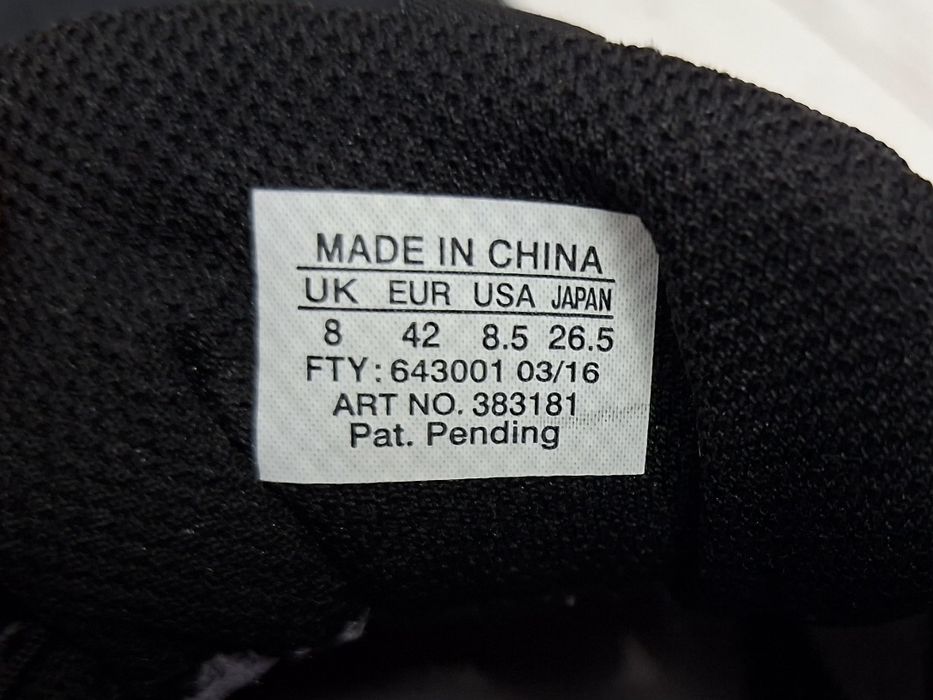 MADE IN CHINA
UK EUR USA JAPAN
8 42 8.5 26.5
FTY: 643001 03/16
ART NO. 383181
Pat. Pending